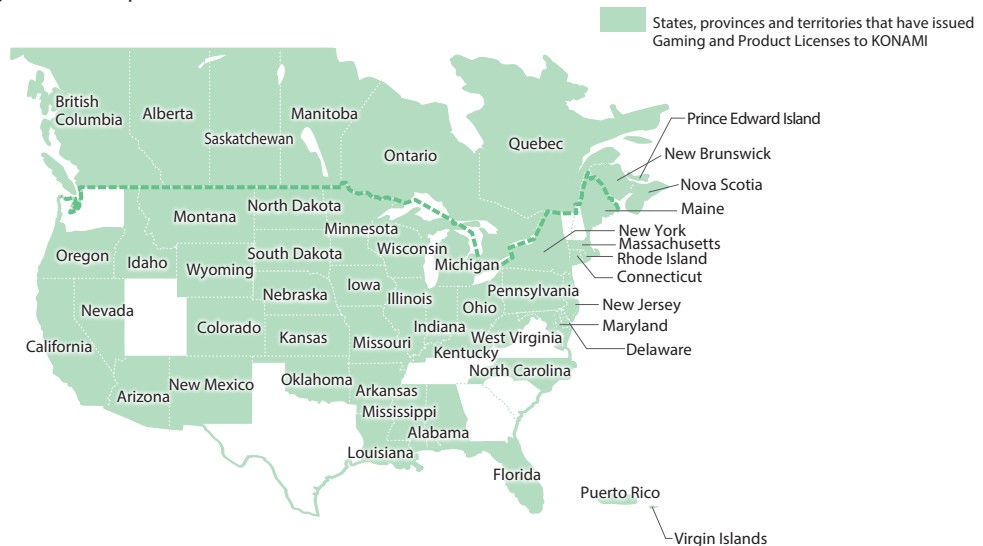 States, provinces and territories that have issued
Gaming and Product Licenses to KONAMI
British
Columbia
Alberta
Saskatchewan
Manitoba
Ontario
Quebec
Prince Edward Island
New Brunswick
Nova Scotia
Maine
New York
Massachusetts
Rhode Island
Connecticut
Montana
North Dakota
Minnesota
Oregon
Idaho
Wyoming
South Dakota
Wisconsin
Michigan
Nebraska
Iowa
Illinois
Pennsylvania
New Jersey
Nevada
Ohio
Colorado
Kansas
Missouri
Indiana
West Virginia
Maryland
Delaware
California
Kentucky
North Carolina
Arizona
New Mexico
Oklahoma
Arkansas
Mississippi
Alabama
Louisiana
Florida
Puerto Rico
Virgin Islands